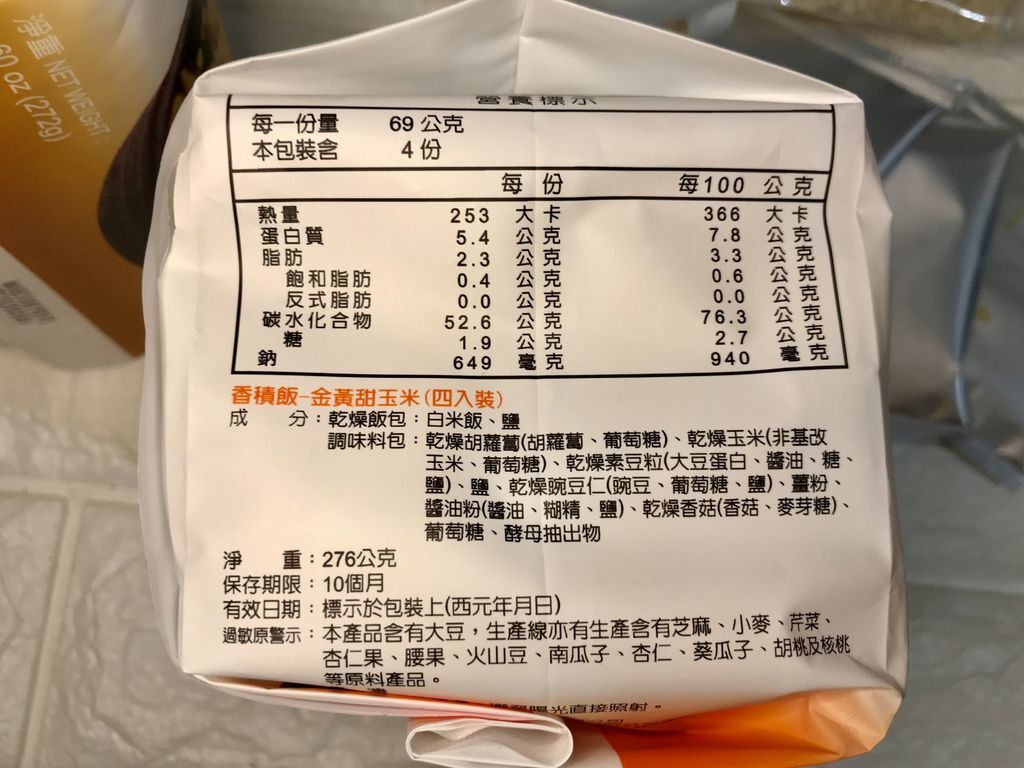 淨重 NET WEIGHT:
60 oz (272g)
營養標示
每一份量 69 公克
本包裝含 4 份
每 份 每100 公克
熱量 253 大卡 366 大卡
蛋白質 5.4 公克 7.8 公克
脂肪 2.3 公克 3.3 公克
飽和脂肪 0.4 公克 0.6 公克
反式脂肪 0.0 公克 0.0 公克
碳水化合物 52.6 公克 76.3 公克
糖 1.9 公克 2.7 公克
鈉 649 毫克 940 毫克
香積飯-金黃甜玉米(四入裝)
成 分：乾燥飯包：白米飯、鹽
調味料包：乾燥胡蘿蔔(胡蘿蔔、葡萄糖)、乾燥玉米(非基改
玉米、葡萄糖)、乾燥素豆粒(大豆蛋白、醬油、糖、
鹽)、鹽、乾燥豌豆仁(豌豆、葡萄糖、鹽)、薑粉、
醬油粉(醬油、糊精、鹽)、乾燥香菇(香菇、麥芽糖)、
葡萄糖、酵母抽出物
淨 重：276公克
保存期限：10個月
有效日期：標示於包裝上(西元年月日)
過敏原警示：本產品含有大豆，生產線亦有生產含有芝麻、小麥、芹菜、
杏仁果、腰果、火山豆、南瓜子、杏仁、葵瓜子、胡桃及核桃
等原料產品。
陽光直接照射。